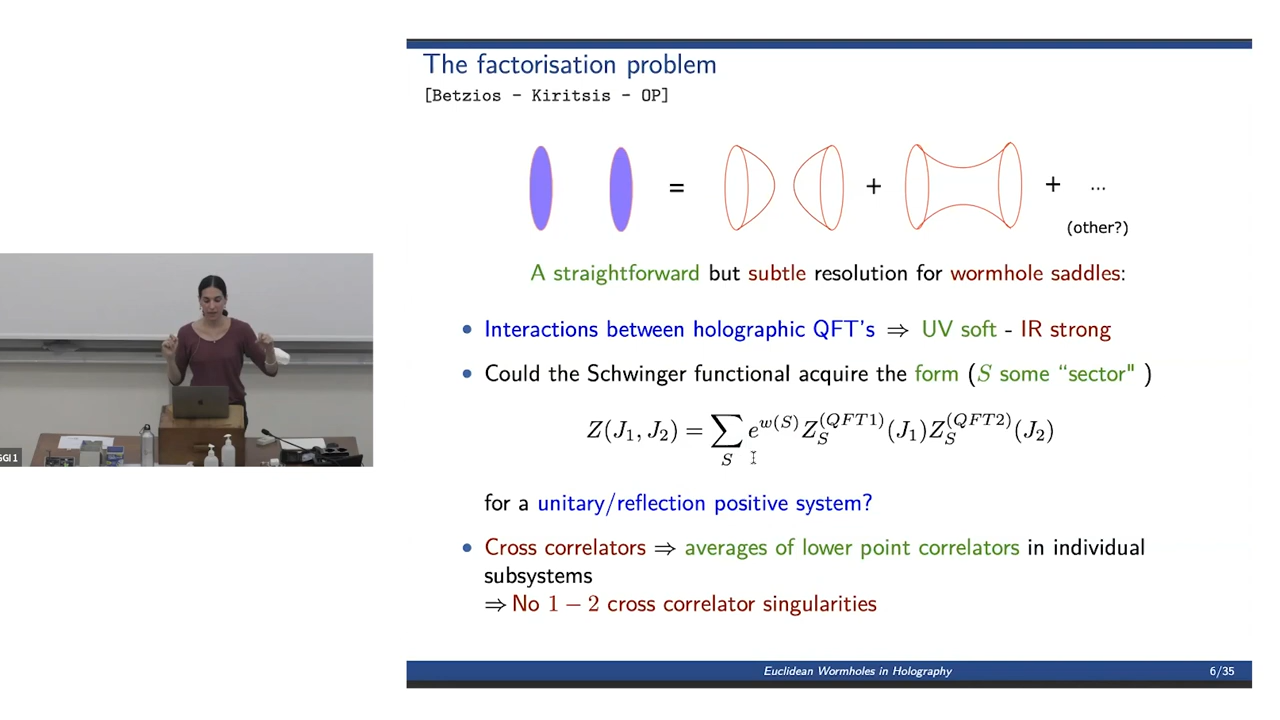 The factorisation problem
[Betzios - Kiritsis - OP]
= + + ...
(other?)
A straightforward but subtle resolution for wormhole saddles:
• Interactions between holographic QFT's ⇒ UV soft - IR strong
• Could the Schwinger functional acquire the form (S some "sector" )
Z(J₁, J₂) = ∑_S e^{w(S)} Z_S^{(QFT1)}(J₁) Z_S^{(QFT2)}(J₂)
for a unitary/reflection positive system?
• Cross correlators ⇒ averages of lower point correlators in individual
subsystems
⇒ No 1 − 2 cross correlator singularities
GGI 1
Euclidean Wormholes in Holography 6/35